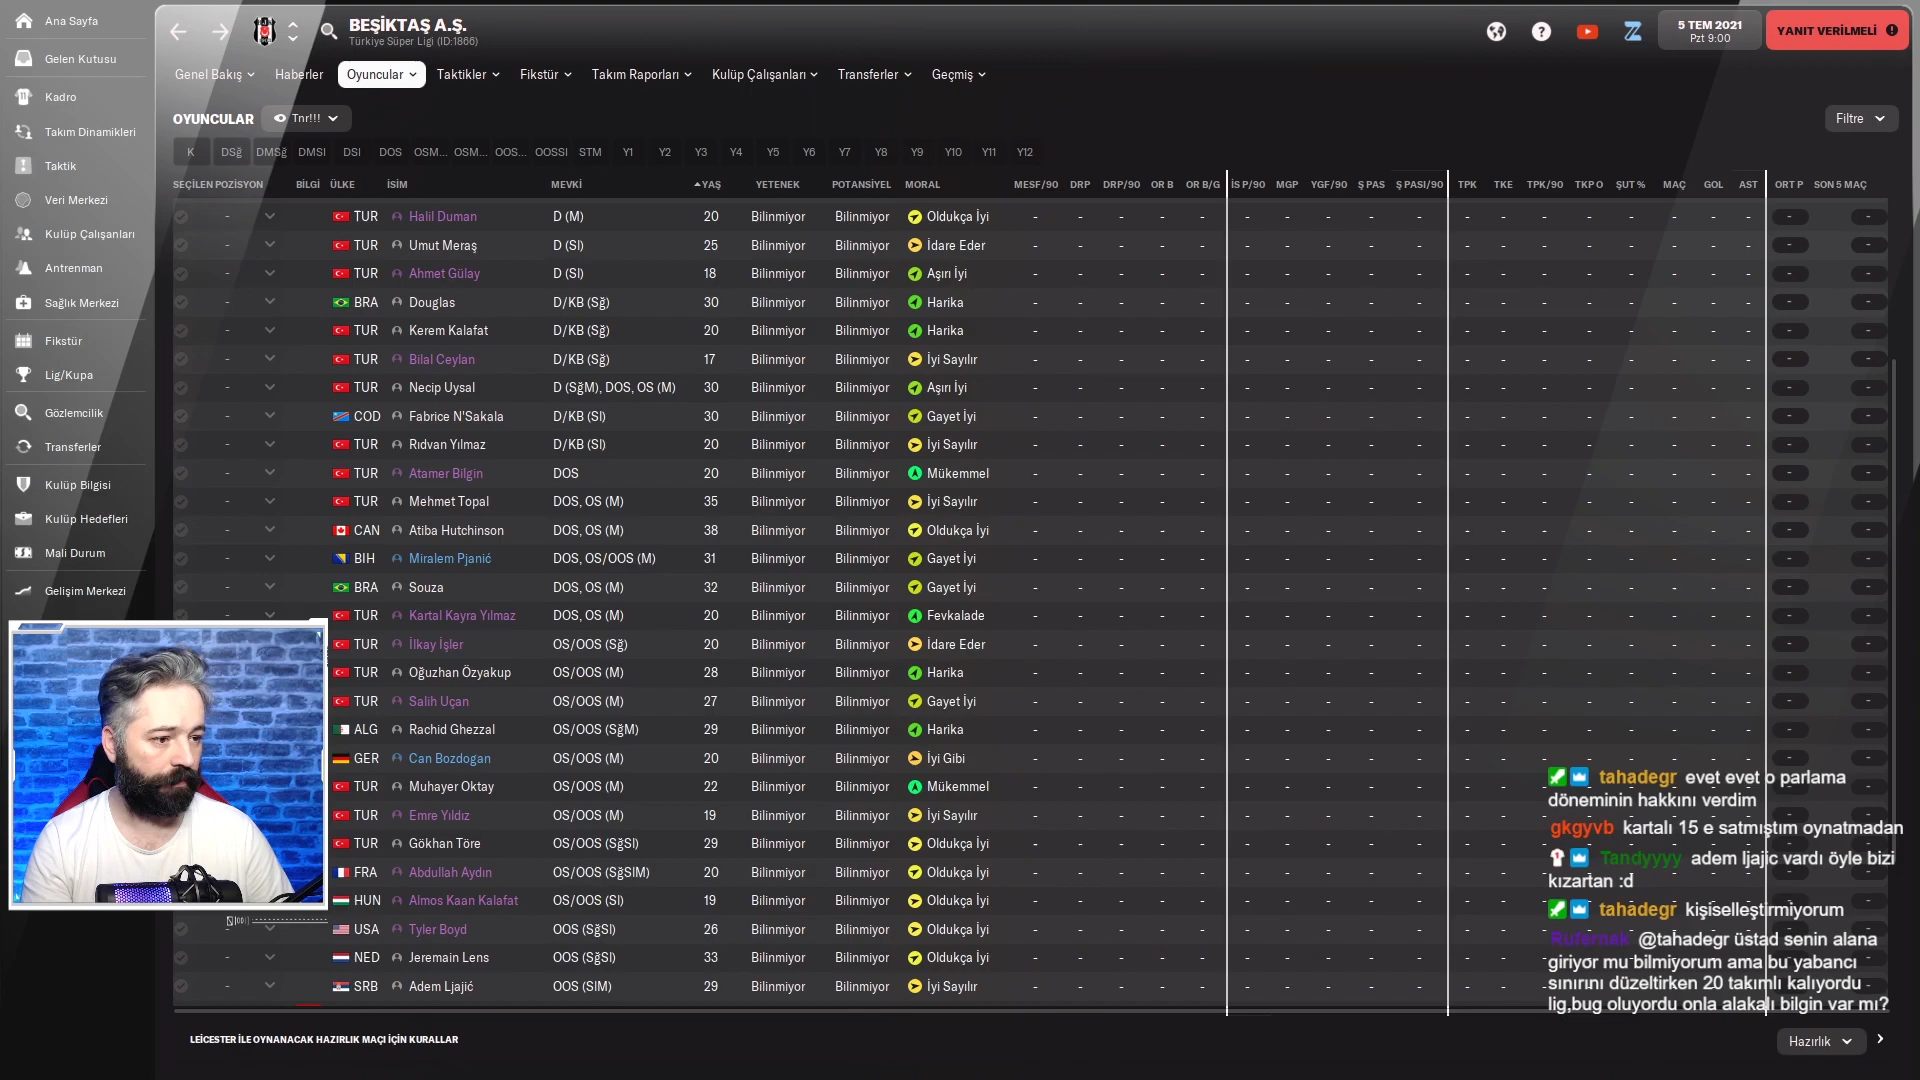 Ana Sayfa
Gelen Kutusu
Kadro
Takım Dinamikleri
Taktik
Veri Merkezi
Kulüp Çalışanları
Antrenman
Sağlık Merkezi
Fikstür
Lig/Kupa
Gözlemcilik
Transferler
Kulüp Bilgisi
Kulüp Hedefleri
Mali Durum
Gelişim Merkezi
BEŞİKTAŞ A.Ş.
Türkiye Süper Ligi (ID:1866)
5 TEM 2021
Pzt 9:00
YANIT VERİLMELİ
Genel Bakış Haberler Oyuncular Taktikler Fikstür Takım Raporları Kulüp Çalışanları Transferler Geçmiş
OYUNCULAR Tnr!!! Filtre
K DSğ DMSğ DMSI DSI DOS OSM... OSM... OOS... OOSSI STM Y1 Y2 Y3 Y4 Y5 Y6 Y7 Y8 Y9 Y10 Y11 Y12
SEÇİLEN POZİSYON BİLGİ ÜLKE İSİM MEVKİ YAŞ YETENEK POTANSİYEL MORAL MESF/90 DRP DRP/90 OR B OR B/G İS P/90 MGP YGF/90 Ş PAS Ş PASI/90 TPK TKE TPK/90 TKP O ŞUT % MAÇ GOL AST ORT P SON 5 MAÇ
- TUR Halil Duman D (M) 20 Bilinmiyor Bilinmiyor Oldukça İyi - - - - - - - - - - - - - - - - - - - -
- TUR Umut Meraş D (Sl) 25 Bilinmiyor Bilinmiyor İdare Eder - - - - - - - - - - - - - - - - - - - -
- TUR Ahmet Gülay D (Sl) 18 Bilinmiyor Bilinmiyor Aşırı İyi - - - - - - - - - - - - - - - - - - - -
- BRA Douglas D/KB (Sğ) 30 Bilinmiyor Bilinmiyor Harika - - - - - - - - - - - - - - - - - - - -
- TUR Kerem Kalafat D/KB (Sğ) 20 Bilinmiyor Bilinmiyor Harika - - - - - - - - - - - - - - - - - - - -
- TUR Bilal Ceylan D/KB (Sğ) 17 Bilinmiyor Bilinmiyor İyi Sayılır - - - - - - - - - - - - - - - - - - - -
- TUR Necip Uysal D (SğM), DOS, OS (M) 30 Bilinmiyor Bilinmiyor Aşırı İyi - - - - - - - - - - - - - - - - - - - -
- COD Fabrice N'Sakala D/KB (Sl) 30 Bilinmiyor Bilinmiyor Gayet İyi - - - - - - - - - - - - - - - - - - - -
- TUR Rıdvan Yılmaz D/KB (Sl) 20 Bilinmiyor Bilinmiyor İyi Sayılır - - - - - - - - - - - - - - - - - - - -
- TUR Atamer Bilgin DOS 20 Bilinmiyor Bilinmiyor Mükemmel - - - - - - - - - - - - - - - - - - - -
- TUR Mehmet Topal DOS, OS (M) 35 Bilinmiyor Bilinmiyor İyi Sayılır - - - - - - - - - - - - - - - - - - - -
- CAN Atiba Hutchinson DOS, OS (M) 38 Bilinmiyor Bilinmiyor Oldukça İyi - - - - - - - - - - - - - - - - - - - -
- BIH Miralem Pjanić DOS, OS/OOS (M) 31 Bilinmiyor Bilinmiyor Gayet İyi - - - - - - - - - - - - - - - - - - - -
- BRA Souza DOS, OS (M) 32 Bilinmiyor Bilinmiyor Gayet İyi - - - - - - - - - - - - - - - - - - - -
TUR Kartal Kayra Yılmaz DOS, OS (M) 20 Bilinmiyor Bilinmiyor Fevkalade - - - - - - - - - - - - - - - - - - - -
TUR İlkay İşler OS/OOS (Sğ) 20 Bilinmiyor Bilinmiyor İdare Eder - - - - - - - - - - - - - - - - - - - -
TUR Oğuzhan Özyakup OS/OOS (M) 28 Bilinmiyor Bilinmiyor Harika - - - - - - - - - - - - - - - - - - - -
TUR Salih Uçan OS/OOS (M) 27 Bilinmiyor Bilinmiyor Gayet İyi - - - - - - - - - - - - - - - - - - - -
ALG Rachid Ghezzal OS/OOS (SğM) 29 Bilinmiyor Bilinmiyor Harika - - - - - - - - - - - - - - - - - - - -
GER Can Bozdogan OS/OOS (M) 20 Bilinmiyor Bilinmiyor İyi Gibi - - - - - - - - - - - - - - - - - - - -
TUR Muhayer Oktay OS/OOS (M) 22 Bilinmiyor Bilinmiyor Mükemmel
TUR Emre Yıldız OS/OOS (M) 19 Bilinmiyor Bilinmiyor İyi Sayılır
TUR Gökhan Töre OS/OOS (SğSl) 29 Bilinmiyor Bilinmiyor Oldukça İyi
FRA Abdullah Aydın OS/OOS (SğSlM) 20 Bilinmiyor Bilinmiyor Oldukça İyi
HUN Almos Kaan Kalafat OS/OOS (Sl) 19 Bilinmiyor Bilinmiyor Oldukça İyi
- USA Tyler Boyd OOS (SğSl) 26 Bilinmiyor Bilinmiyor Oldukça İyi
- NED Jeremain Lens OOS (SğSl) 33 Bilinmiyor Bilinmiyor Oldukça İyi
- SRB Adem Ljajić OOS (SlM) 29 Bilinmiyor Bilinmiyor İyi Sayılır
tahadegr evet evet o parlama
döneminin hakkını verdim
gkgyvb kartalı 15 e satmıştım oynatmadan
Tandyyyy adem ljajic vardı öyle bizi
kızartan :d
tahadegr kişiselleştirmiyorum
Rufernak @tahadegr üstad senin alana
giriyor mu bilmiyorum ama bu yabancı
sınırını düzeltirken 20 takımlı kalıyordu
lig,bug oluyordu onla alakalı bilgin var mı?
LEICESTER İLE OYNANACAK HAZIRLIK MAÇI İÇİN KURALLAR
Hazırlık